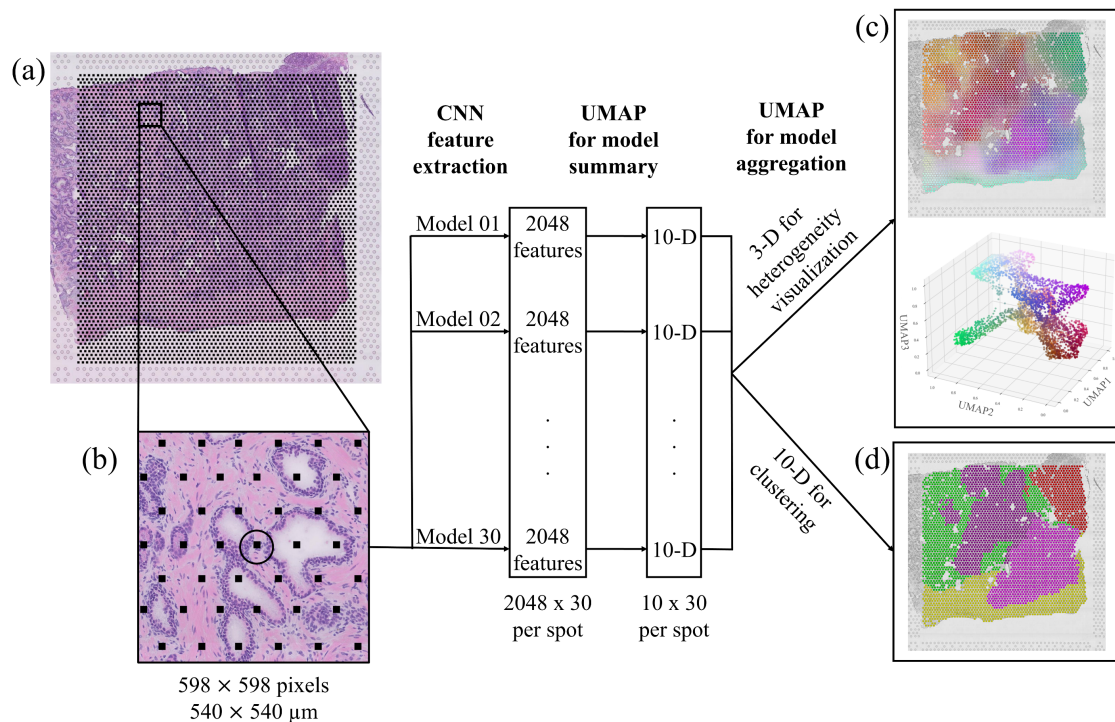 (a)
(b)
598 × 598 pixels
540 × 540 µm
CNN
feature
extraction
UMAP
for model
summary
UMAP
for model
aggregation
Model 01
2048
features
10-D
Model 02
2048
features
10-D
.
.
.
.
.
.
Model 30
2048
features
10-D
2048 x 30
per spot
10 x 30
per spot
3-D for
heterogeneity
visualization
10-D for
clustering
(c)
UMAP3
UMAP2
UMAP1
(d)